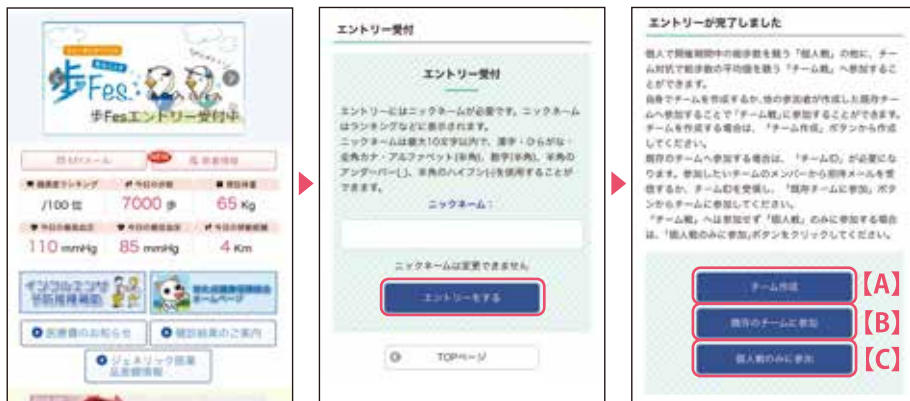 歩Fes.
歩Fesエントリー受付中
MYメール
NEW
新着情報
健康度ランキング
今日の歩数
現在体重
/100 位
7000 歩
65 Kg
今日の最高血圧
今日の最低血圧
今日の移動距離
110 mmHg
85 mmHg
4 Km
インフルエンザ
予防接種補助
ホームページ
医療費のお知らせ
健診結果のご案内
ジェネリック医薬
品差額情報
エントリー受付
エントリー受付
エントリーにはニックネームが必要です。ニックネーム
はランキングなどに表示されます。
ニックネームは最大10文字以内で、漢字・ひらがな・
全角カナ・アルファベット(半角)、数字(半角)、半角の
アンダーバー(_)、半角のハイフン(-)を使用することが
できます。
ニックネーム：
ニックネームは変更できません
エントリーをする
TOPページ
エントリーが完了しました
個人で開催期間中の総歩数を競う「個人戦」の他に、チー
ム対抗で総歩数の平均値を競う「チーム戦」へ参加するこ
とができます。
自身でチームを作成するか、他の参加者が作成した既存チー
ムへ参加することで「チーム戦」に参加することができます。
チームを作成する場合は、「チーム作成」ボタンから作成
してください。
既存のチームへ参加する場合は、「チームID」が必要にな
ります。参加したいチームのメンバーから招待メールを受
信するか、チームIDを受領し、「既存チームに参加」ボタ
ンからチームに参加してください。
「チーム戦」へは参加せず「個人戦」のみに参加する場合
は、「個人戦のみに参加」ボタンをクリックしてください。
チーム作成
【A】
既存のチームに参加
【B】
個人戦のみに参加
【C】